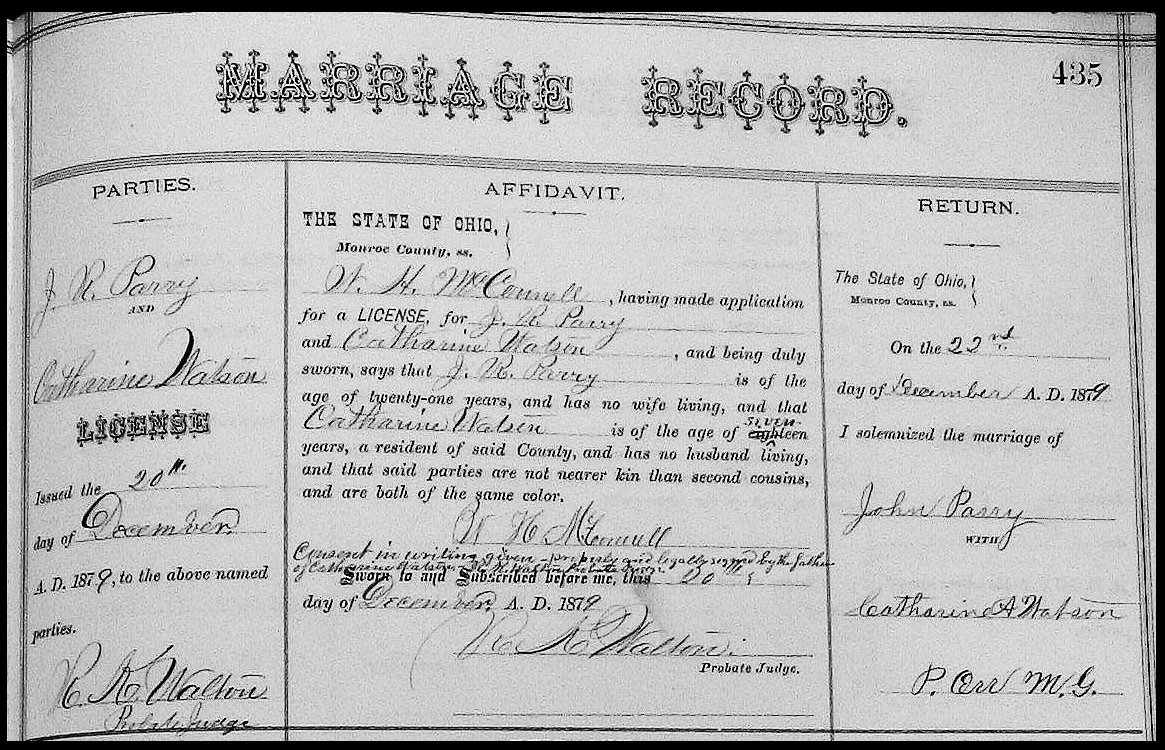 MARRIAGE RECORD.
435
PARTIES.
J. R. Parry
AND
Catharine Watson
LICENSE
Issued the 20th
day of December
A. D. 1879, to the above named
parties.
Walton
Probate Judge
AFFIDAVIT.
THE STATE OF OHIO,
Monroe County, ss.
W. H. McConnell, having made application
for a LICENSE, for J. R. Parry
and Catharine Watson, and being duly
sworn, says that J. R. Parry is of the
age of twenty-one years, and has no wife living, and that
seven
Catharine Watson is of the age of eighteen
years, a resident of said County, and has no husband living,
and that said parties are not nearer kin than second cousins,
and are both of the same color.
W H McConnell
Consent in writing given properly and legally signed by the father
of Catharine Watson Walton Probate Judge
Sworn to and Subscribed before me, this 20th
day of December, A. D. 1879
Walton
Probate Judge.
RETURN.
The State of Ohio,
Monroe County, ss.
On the 22nd
day of December A. D. 1879
I solemnized the marriage of
John Parry
WITH
Catharine A Watson
P. Orr M.G.